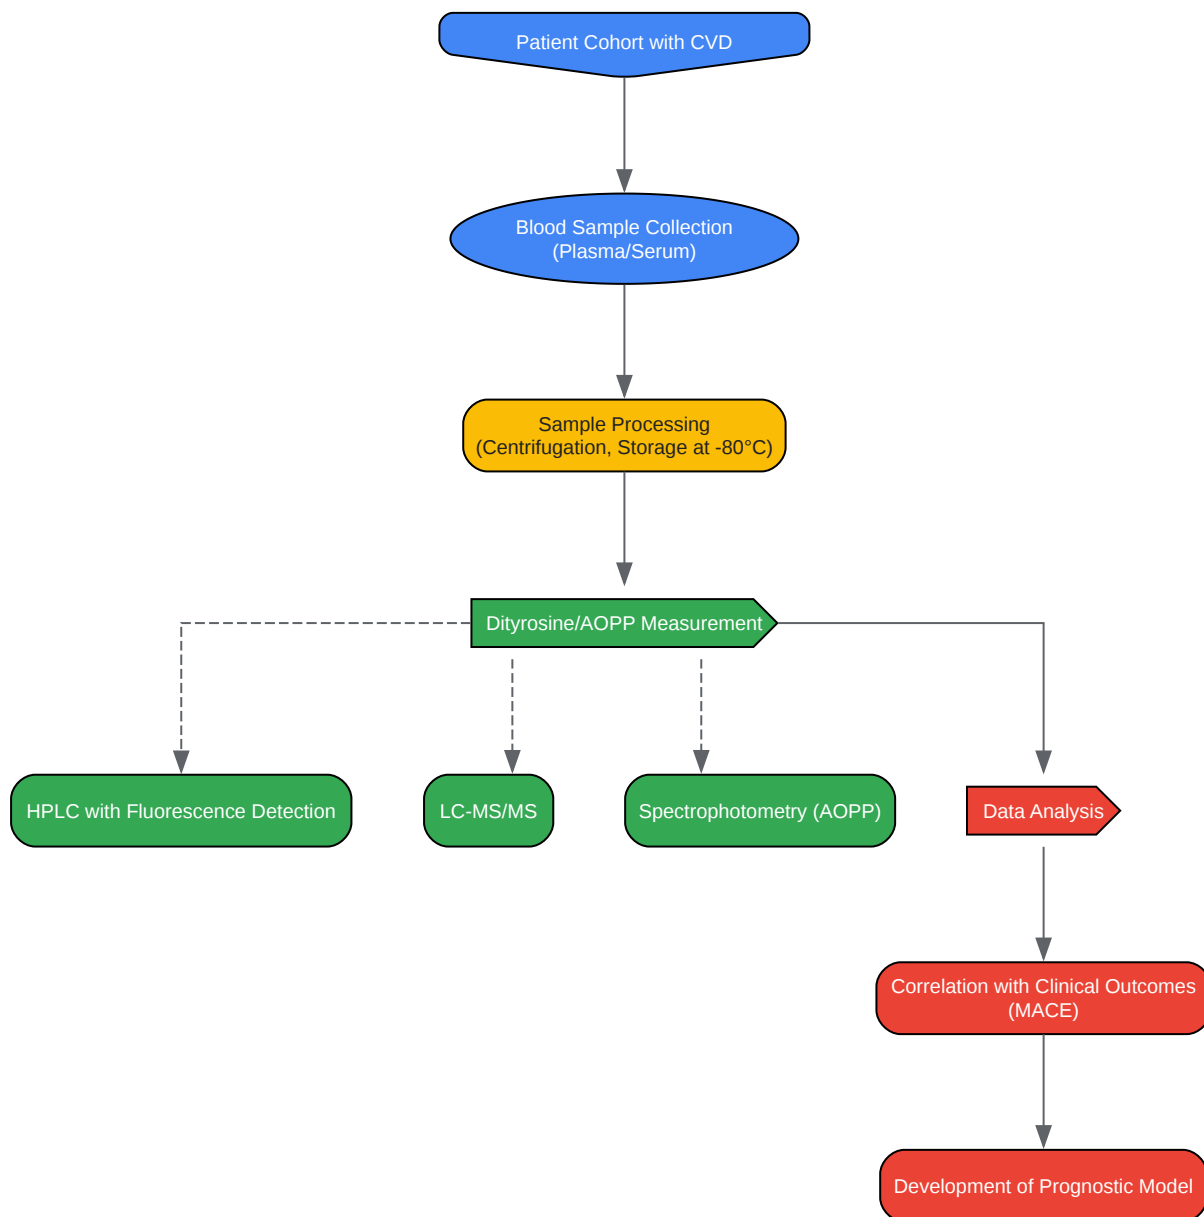 Patient Cohort with CVD
Blood Sample Collection
(Plasma/Serum)
Sample Processing
(Centrifugation, Storage at -80°C)
Dityrosine/AOPP Measurement
HPLC with Fluorescence Detection
LC-MS/MS
Spectrophotometry (AOPP)
Data Analysis
Correlation with Clinical Outcomes
(MACE)
Development of Prognostic Model